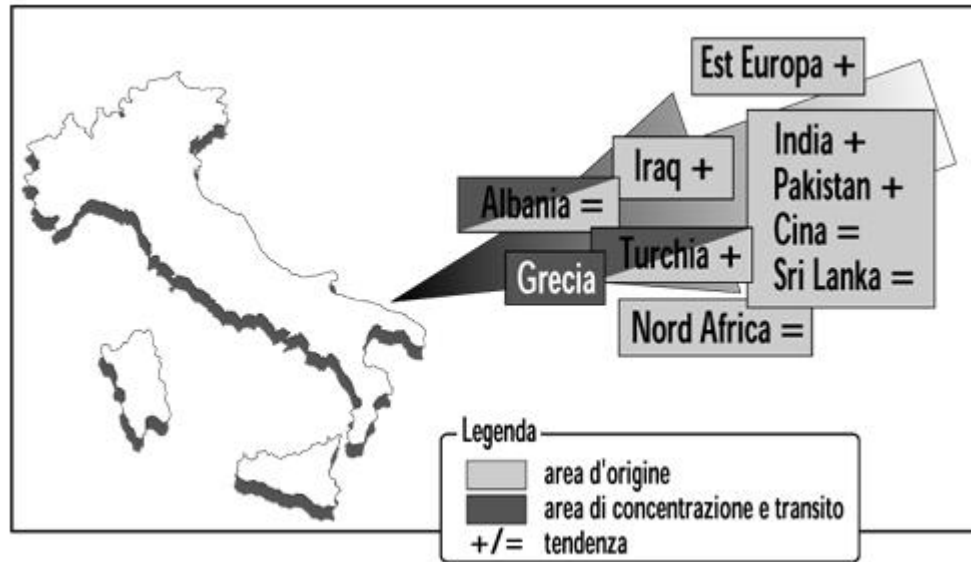 Est Europa +
India +
Pakistan +
Cina =
Sri Lanka =
Iraq +
Albania =
Turchia +
Grecia
Nord Africa =
Legenda
area d'origine
area di concentrazione e transito
+/= tendenza